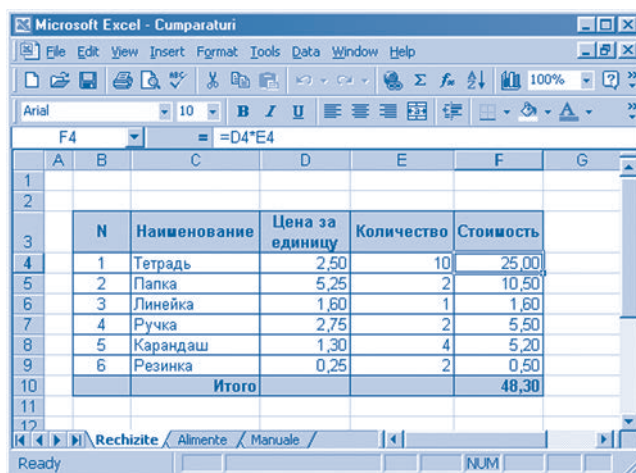 Microsoft Excel - Cumparaturi
File Edit View Insert Format Tools Data Window Help
Σ fx 100% ?
Arial 10 B I U A
F4 = =D4*E4
A B C D E F G
1
2
3 N Наименование Цена за единицу Количество Стоимость
4 1 Тетрадь 2,50 10 25,00
5 2 Папка 5,25 2 10,50
6 3 Линейка 1,60 1 1,60
7 4 Ручка 2,75 2 5,50
8 5 Карандаш 1,30 4 5,20
9 6 Резинка 0,25 2 0,50
10 Итого 48,30
11
12
Rechizite Alimente Manuale
Ready NUM